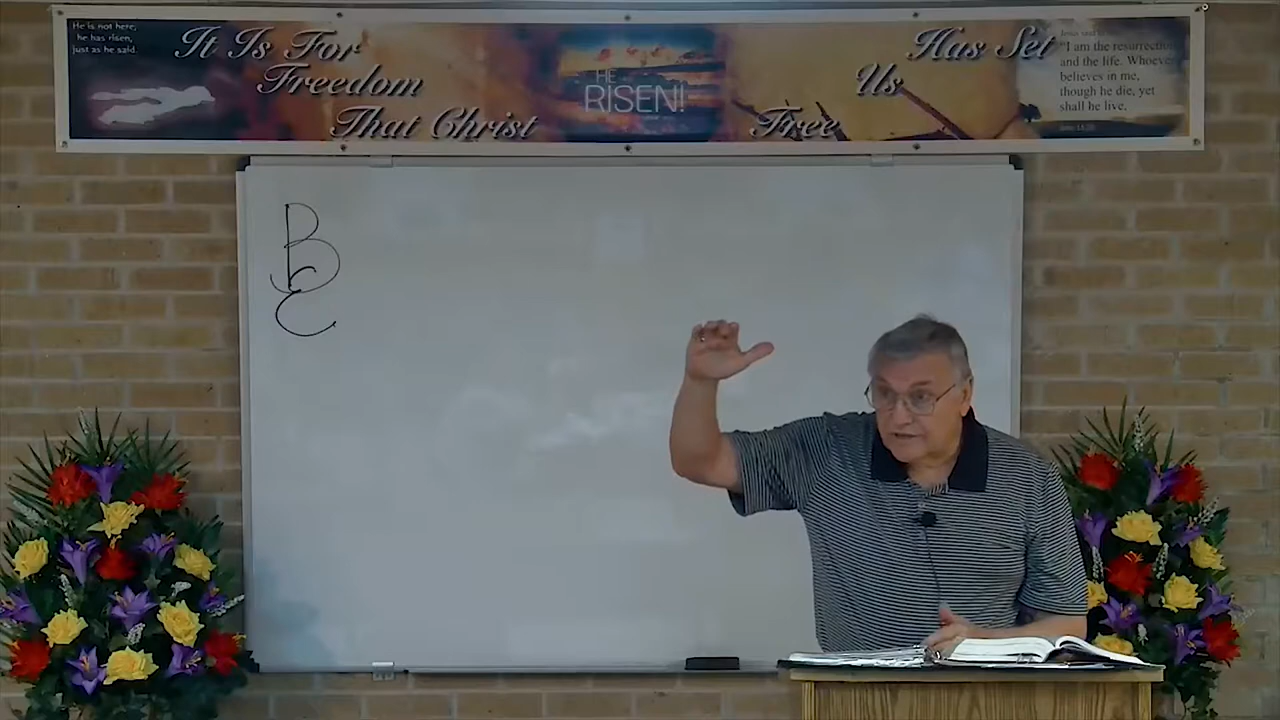 He is not here,
he has risen,
just as he said.
It Is For
Freedom
That Christ
HE
RISEN!
Has Set
Us
Free
"I am the resurrection
and the life. Whoever
believes in me,
though he die, yet
shall he live.
B
C